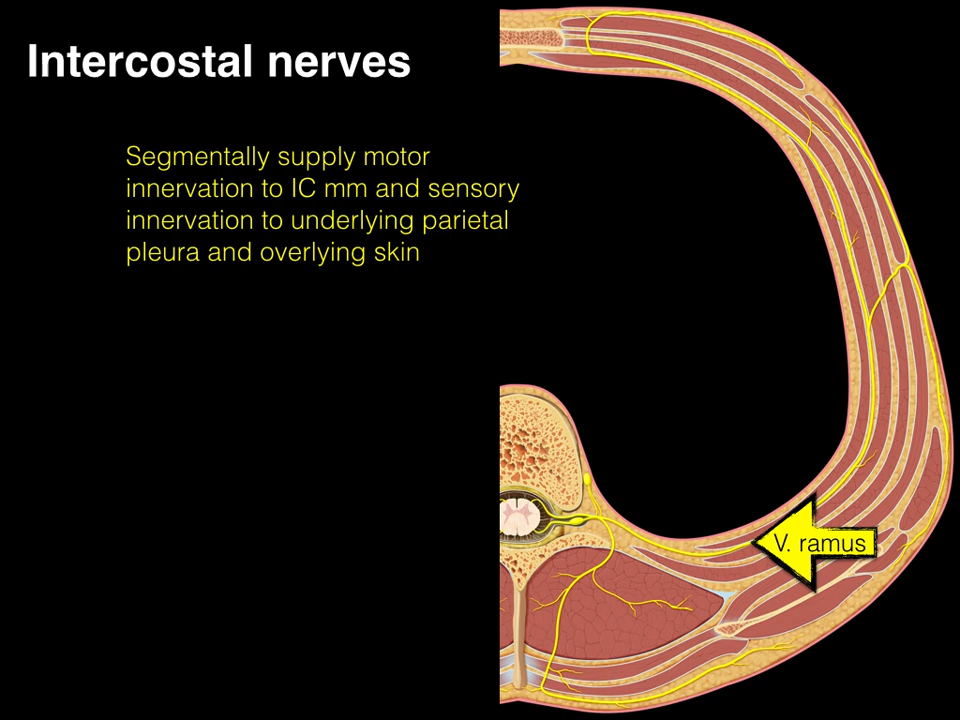 Intercostal nerves
Segmentally supply motor
innervation to IC mm and sensory
innervation to underlying parietal
pleura and overlying skin
V. ramus